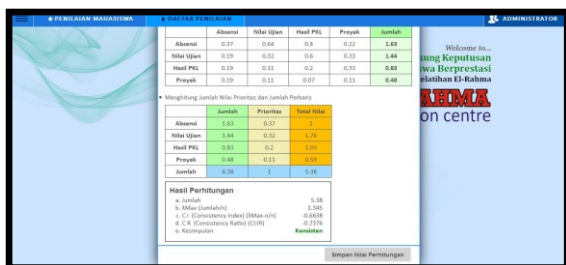 ← PENILAIAN MAHASISWA
DAFTAR PENILAIAN
ADMINISTRATOR
Absensi Nilai Ujian Hasil PKL Proyek Jumlah
Absensi 0.37 0.64 0.4 0.22 1.63
Nilai Ujian 0.19 0.32 0.6 0.33 1.44
Hasil PKL 0.19 0.11 0.2 0.33 0.83
Proyek 0.19 0.11 0.07 0.11 0.48
• Menghitung Jumlah Nilai Prioritas dan Jumlah Perbaris
Jumlah Prioritas Total Nilai
Absensi 1.63 0.37 2
Nilai Ujian 1.44 0.32 1.76
Hasil PKL 0.83 0.2 1.03
Proyek 0.48 0.11 0.59
Jumlah 4.38 1 5.38
Hasil Perhitungan
a. Jumlah 5.38
b. λMax (Jumlah/n) 1.345
c. C I (Consistency Index) (λMax-n/n) -0.6638
d. C R (Consistency Ratio) (CI/IR) -0.7376
e. Kesimpulan Konsisten
Simpan Nilai Perhitungan
Welcome to...
ung Keputusan
wa Berprestasi
elatihan El-Rahma
AHMA
on centre